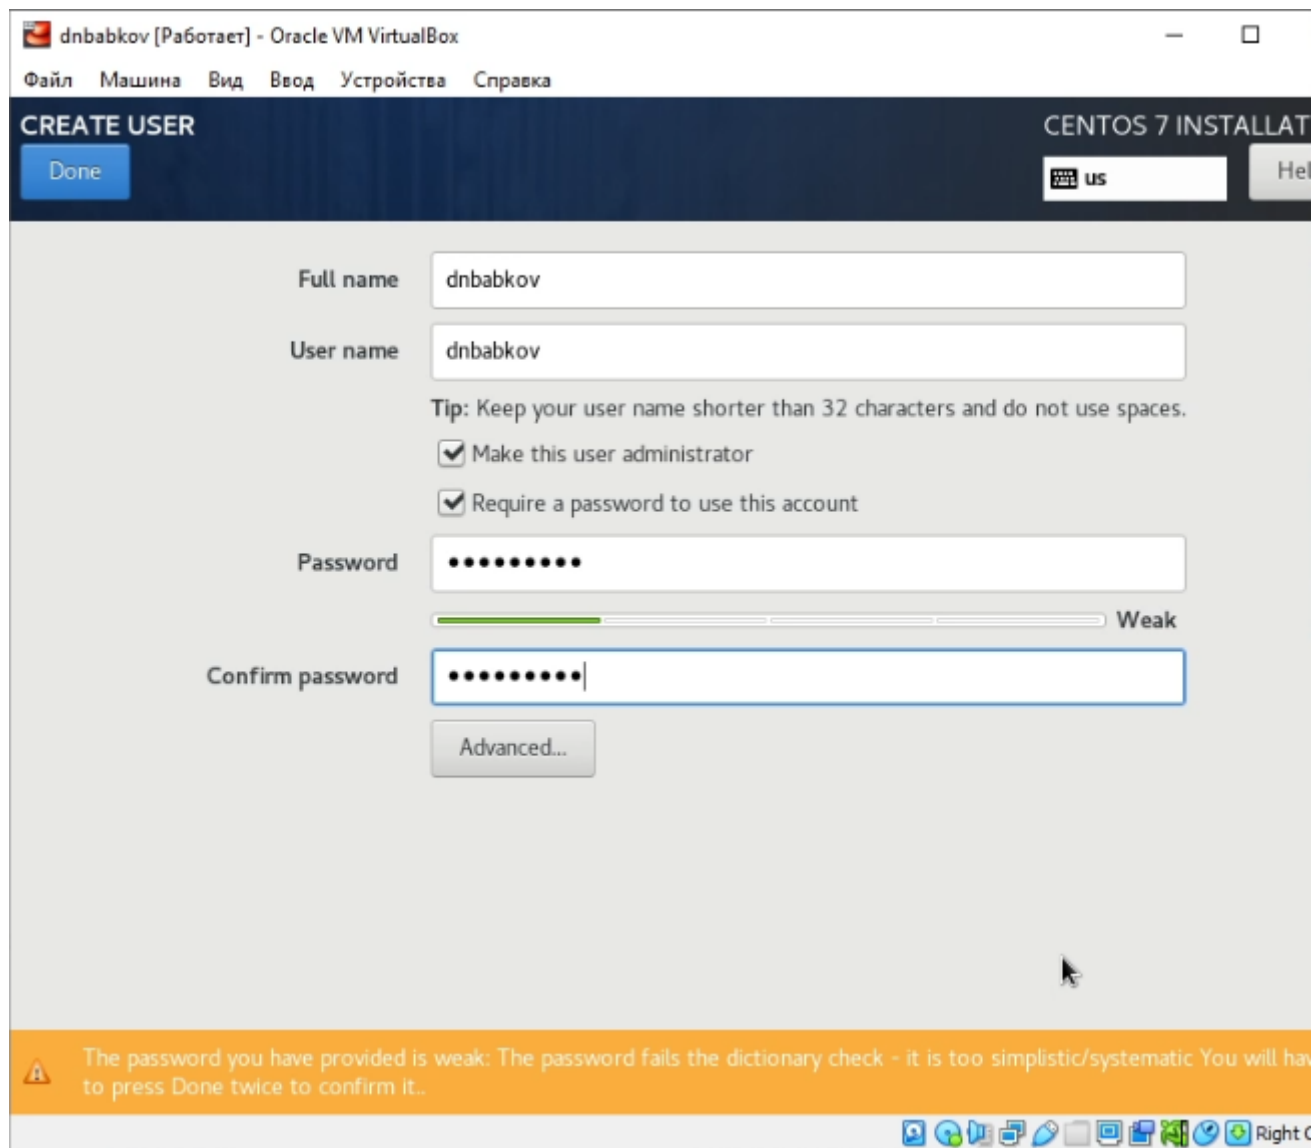 dnbabkov [Работает] - Oracle VM VirtualBox
Файл Машина Вид Ввод Устройства Справка
CREATE USER
CENTOS 7 INSTALLAT
Done
us
Hel
Full name
dnbabkov
User name
dnbabkov
Tip: Keep your user name shorter than 32 characters and do not use spaces.
Make this user administrator
Require a password to use this account
Password
•••••••••
Weak
Confirm password
•••••••••
Advanced...
The password you have provided is weak: The password fails the dictionary check - it is too simplistic/systematic You will hav
to press Done twice to confirm it..
Right C